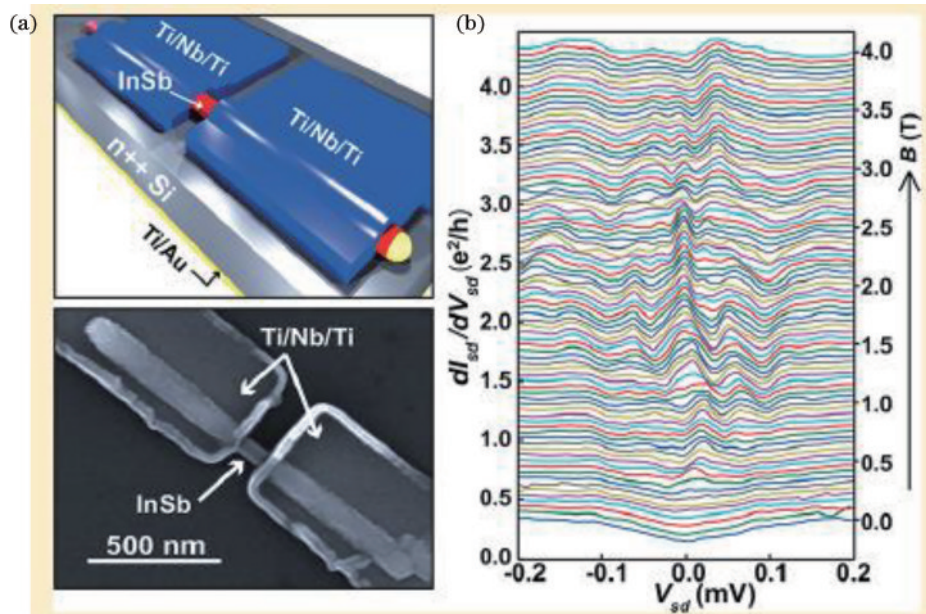 (a)
Ti/Nb/Ti
InSb
Ti/Nb/Ti
n++ Si
Ti/Au
Ti/Nb/Ti
InSb
500 nm
(b)
dI_sd/dV_sd (e²/h)
4.0
3.5
3.0
2.5
2.0
1.5
1.0
0.5
0.0
4.0
3.5
3.0
2.5
2.0
1.5
1.0
0.5
0.0
B (T)
-0.2
-0.1
0.0
0.1
0.2
V_sd (mV)